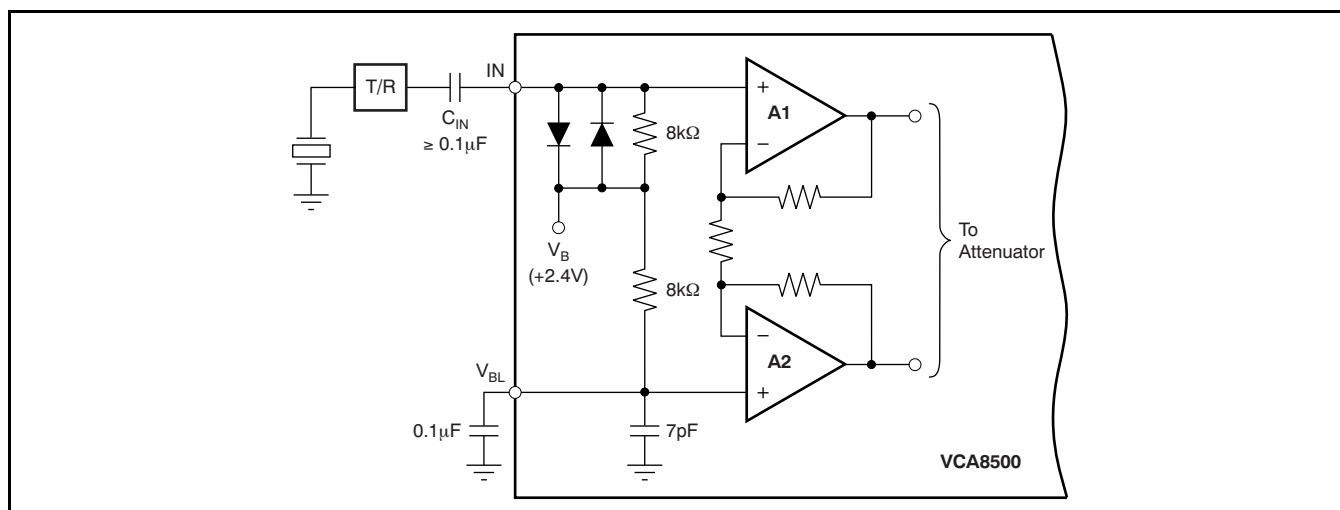 T/R
C_IN
≥ 0.1μF
IN
8kΩ
V_B
(+2.4V)
8kΩ
V_BL
0.1μF
7pF
+
A1
−
−
A2
+
To
Attenuator
VCA8500